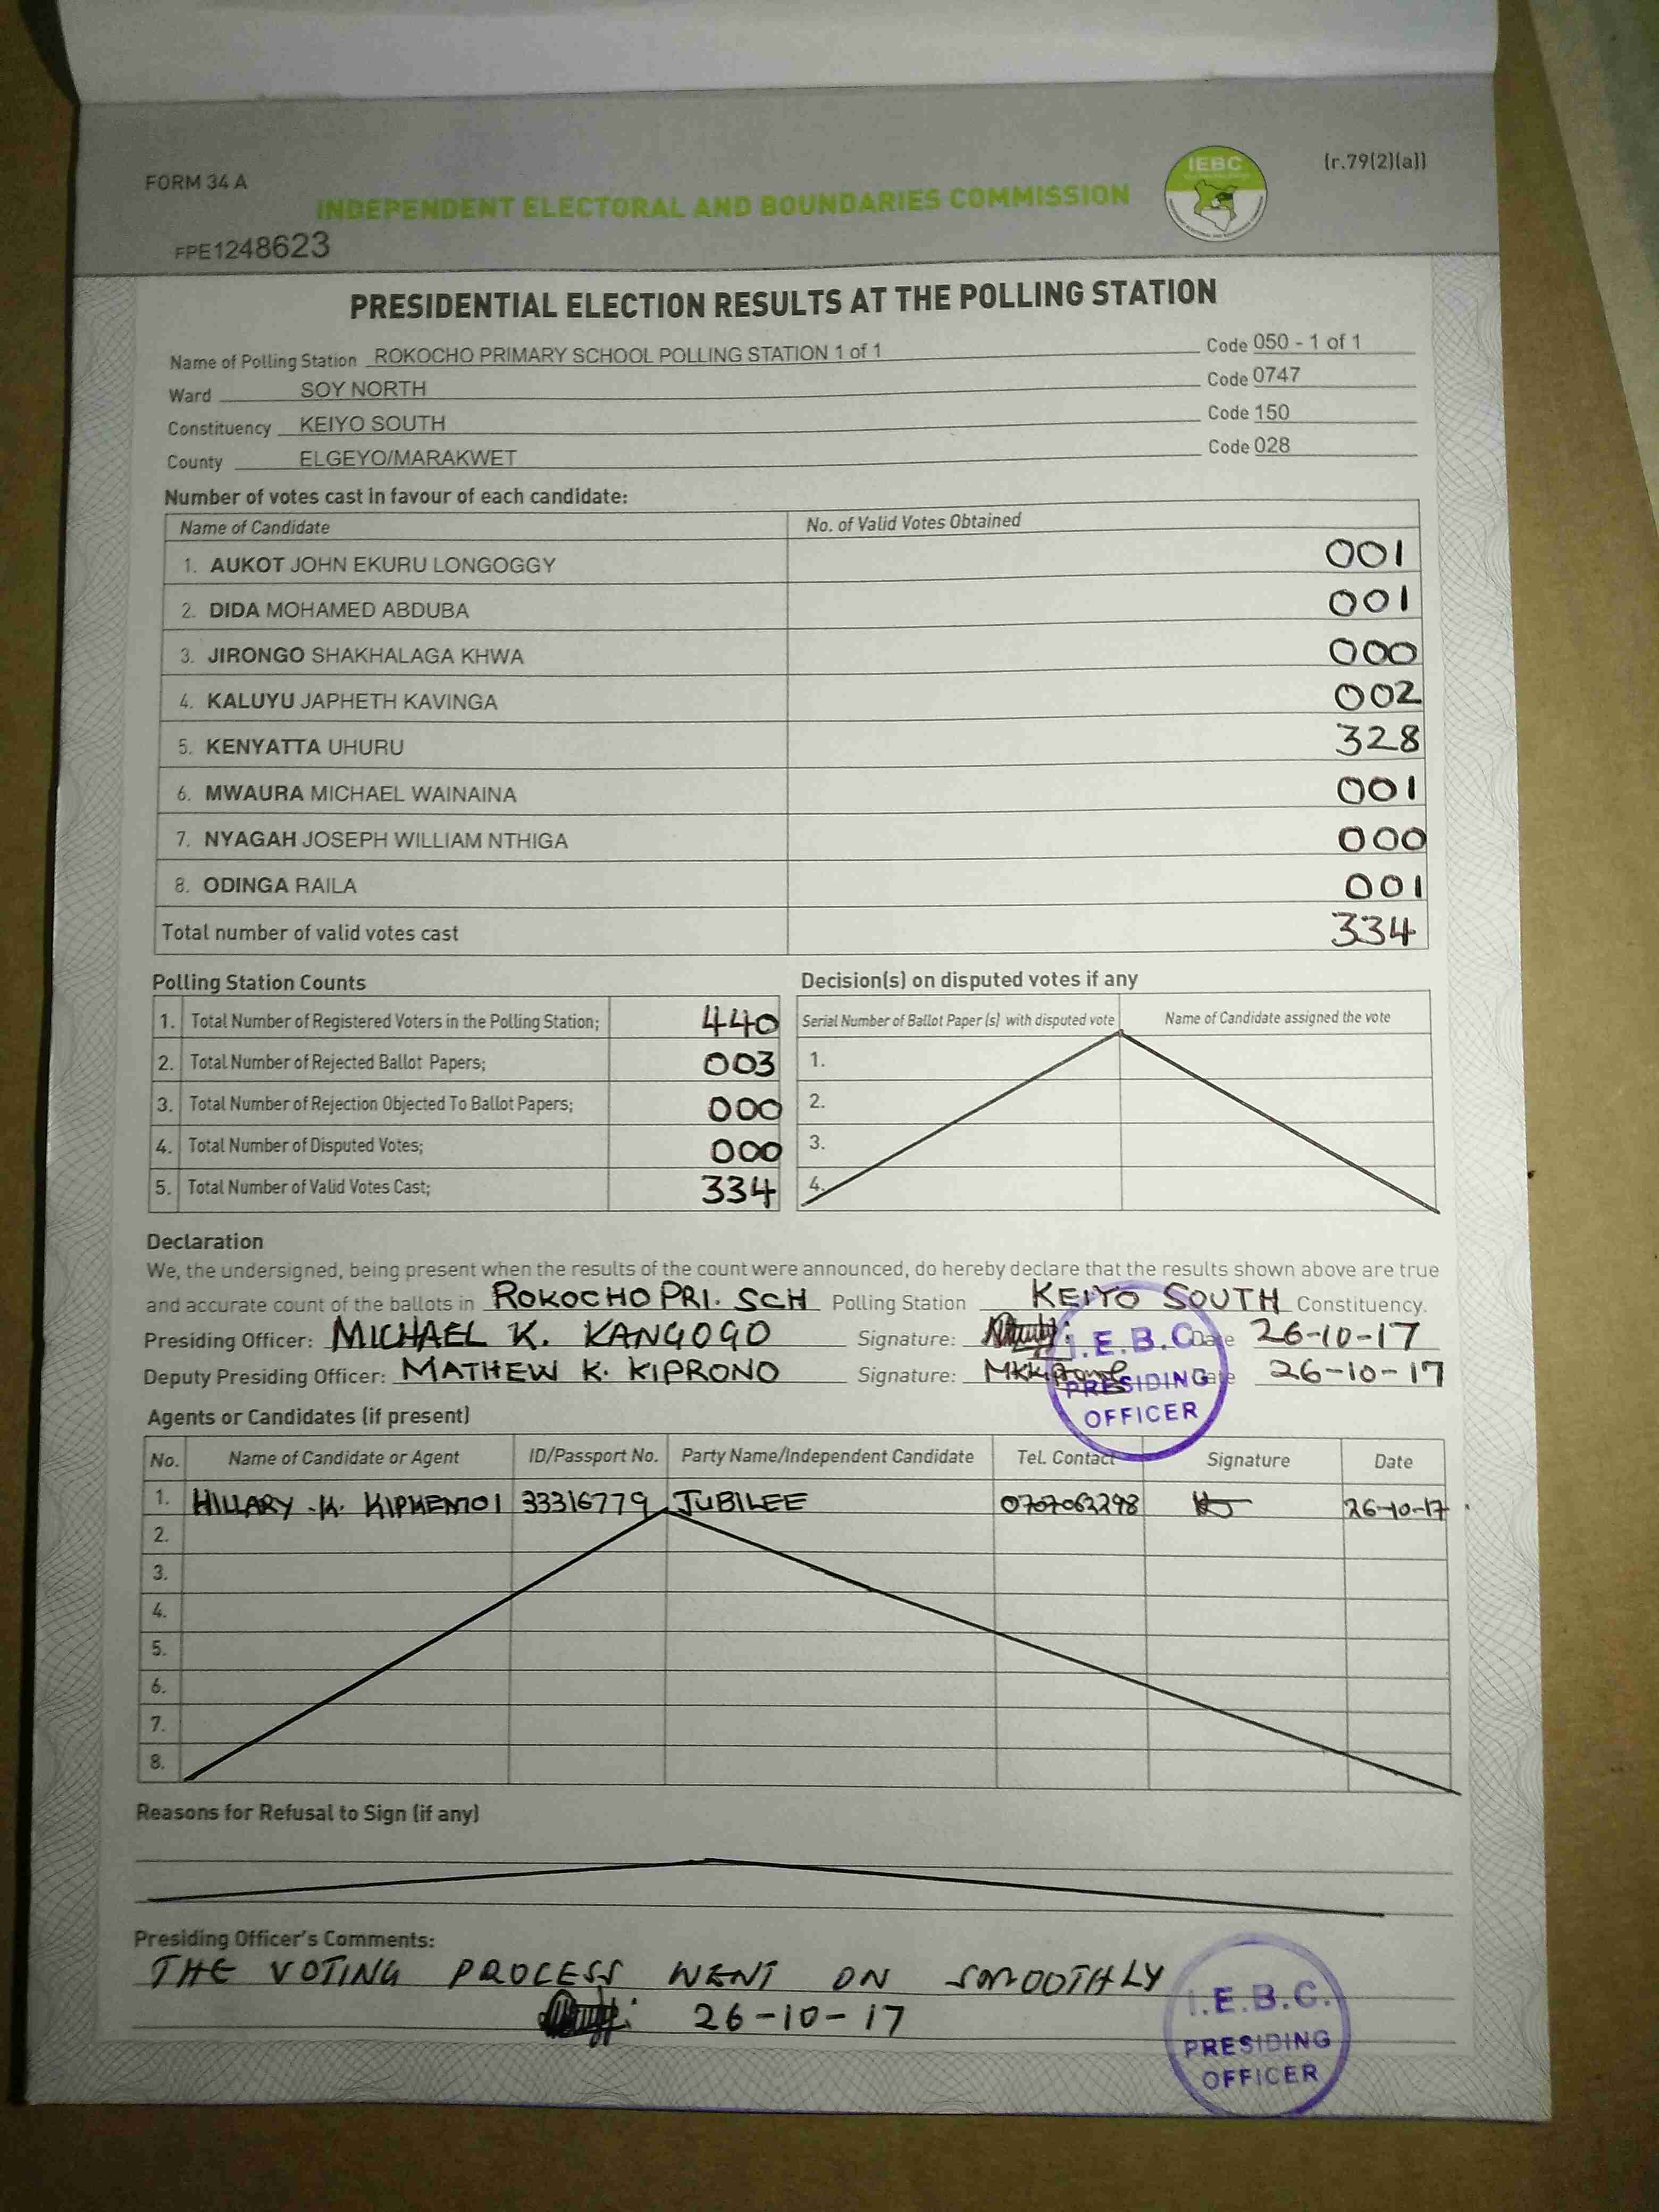 FORM 34 A
(r.79(2)(a))
IEBC
INDEPENDENT ELECTORAL AND BOUNDARIES COMMISSION
FPE1248623
PRESIDENTIAL ELECTION RESULTS AT THE POLLING STATION
Name of Polling Station ROKOCHO PRIMARY SCHOOL POLLING STATION 1 of 1 Code 050 - 1 of 1
Ward SOY NORTH Code 0747
Constituency KEIYO SOUTH Code 150
County ELGEYO/MARAKWET Code 028
Number of votes cast in favour of each candidate:
Name of Candidate No. of Valid Votes Obtained
1. AUKOT JOHN EKURU LONGOGGY 001
2. DIDA MOHAMED ABDUBA 001
3. JIRONGO SHAKHALAGA KHWA 000
4. KALUYU JAPHETH KAVINGA 002
5. KENYATTA UHURU 328
6. MWAURA MICHAEL WAINAINA 001
7. NYAGAH JOSEPH WILLIAM NTHIGA 000
8. ODINGA RAILA 001
Total number of valid votes cast 334
Polling Station Counts
1. Total Number of Registered Voters in the Polling Station; 440
2. Total Number of Rejected Ballot Papers; 003
3. Total Number of Rejection Objected To Ballot Papers; 000
4. Total Number of Disputed Votes; 000
5. Total Number of Valid Votes Cast; 334
Decision(s) on disputed votes if any
Serial Number of Ballot Paper (s) with disputed vote Name of Candidate assigned the vote
1.
2.
3.
4.
Declaration
We, the undersigned, being present when the results of the count were announced, do hereby declare that the results shown above are true
and accurate count of the ballots in ROKOCHO PRI. SCH Polling Station KEIYO SOUTH Constituency.
Presiding Officer: MICHAEL K. KANGOGO Signature: Date 26-10-17
Deputy Presiding Officer: MATHEW K. KIPRONO Signature: Date 26-10-17
I.E.B.C
PRESIDING
OFFICER
Agents or Candidates (if present)
No. Name of Candidate or Agent ID/Passport No. Party Name/Independent Candidate Tel. Contact Signature Date
1. HILLARY K. 33316779 JUBILEE 0707063298 26-10-17
2.
3.
4.
5.
6.
7.
8.
Reasons for Refusal to Sign (if any)
Presiding Officer's Comments:
THE VOTING PROCESS WENT ON SMOOTHLY
26-10-17
I.E.B.C.
PRESIDING
OFFICER